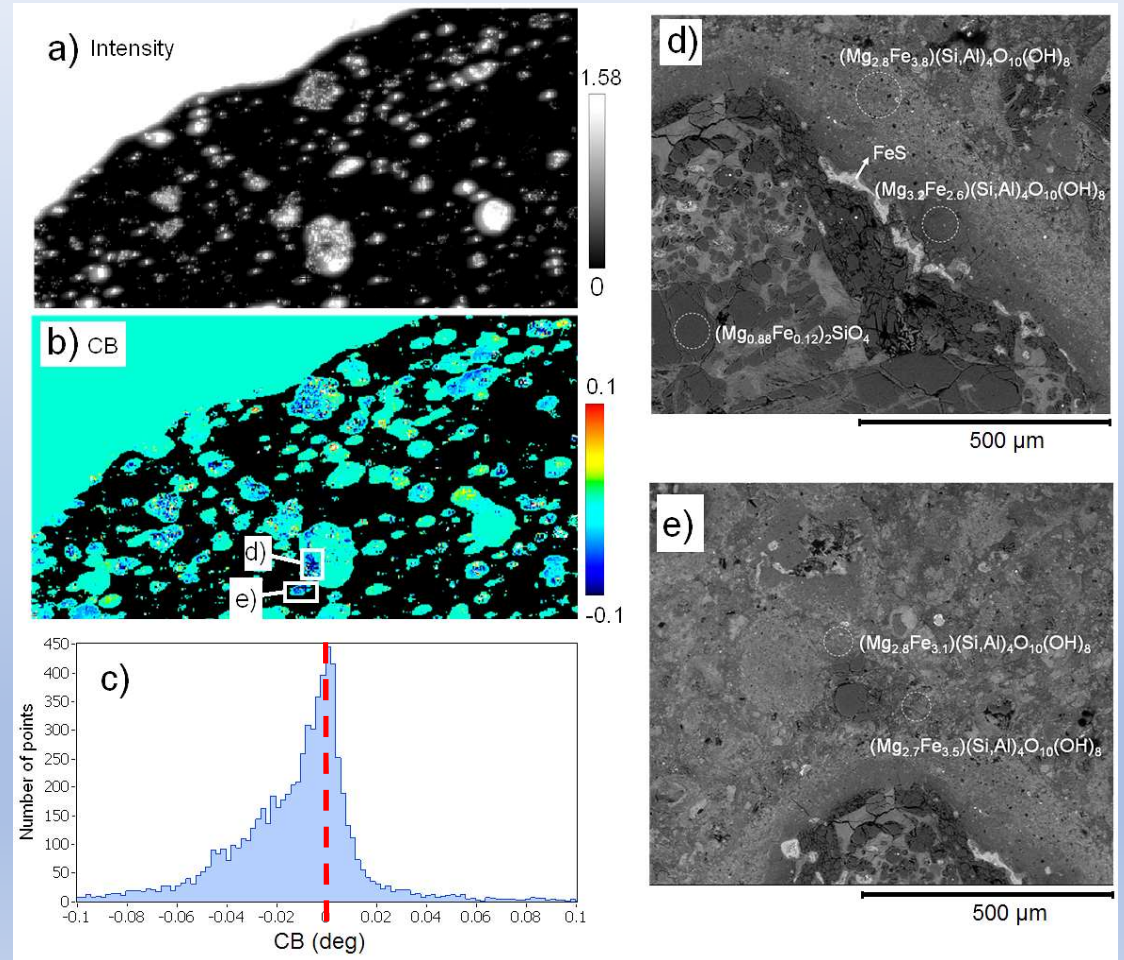 a) Intensity
1.58
0
b) CB
0.1
-0.1
d)
e)
c)
Number of points
450
400
350
300
250
200
150
100
50
0
-0.1 -0.08 -0.06 -0.04 -0.02 0 0.02 0.04 0.06 0.08 0.1
CB (deg)
d)
(Mg2.8Fe3.8)(Si,Al)4O10(OH)8
FeS
(Mg3.2Fe2.6)(Si,Al)4O10(OH)8
(Mg0.88Fe0.12)2SiO4
500 µm
e)
(Mg2.8Fe3.1)(Si,Al)4O10(OH)8
(Mg2.7Fe3.5)(Si,Al)4O10(OH)8
500 µm